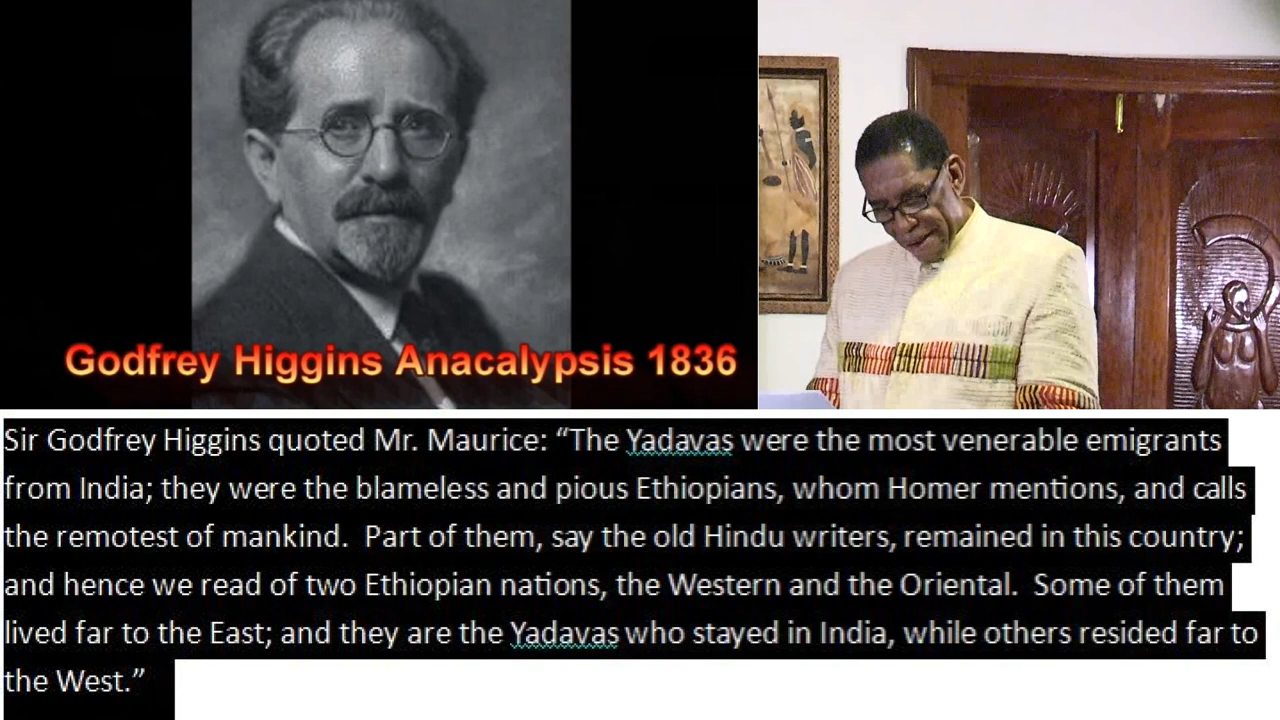 Godfrey Higgins Anacalypsis 1836
Sir Godfrey Higgins quoted Mr. Maurice: “The Yadavas were the most venerable emigrants
from India; they were the blameless and pious Ethiopians, whom Homer mentions, and calls
the remotest of mankind.  Part of them, say the old Hindu writers, remained in this country;
and hence we read of two Ethiopian nations, the Western and the Oriental.  Some of them
lived far to the East; and they are the Yadavas who stayed in India, while others resided far to
the West.”